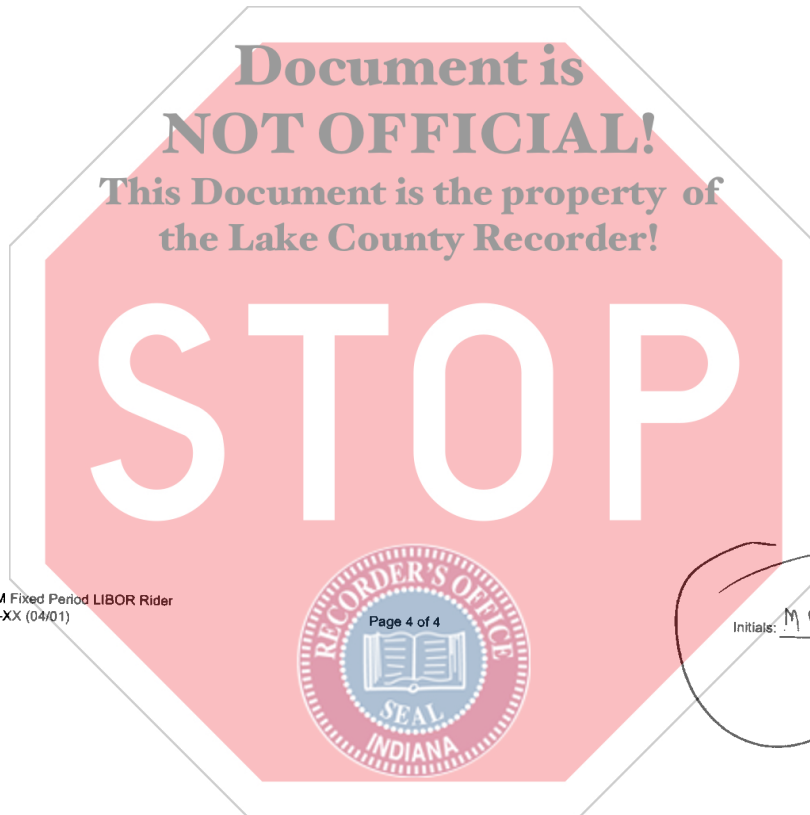 Document is
NOT OFFICIAL!
This Document is the property of
the Lake County Recorder!
STOP
Fixed Period LIBOR Rider
-XX (04/01)
RECORDER'S OFFICE
Page 4 of 4
SEAL
INDIANA
Initials: M